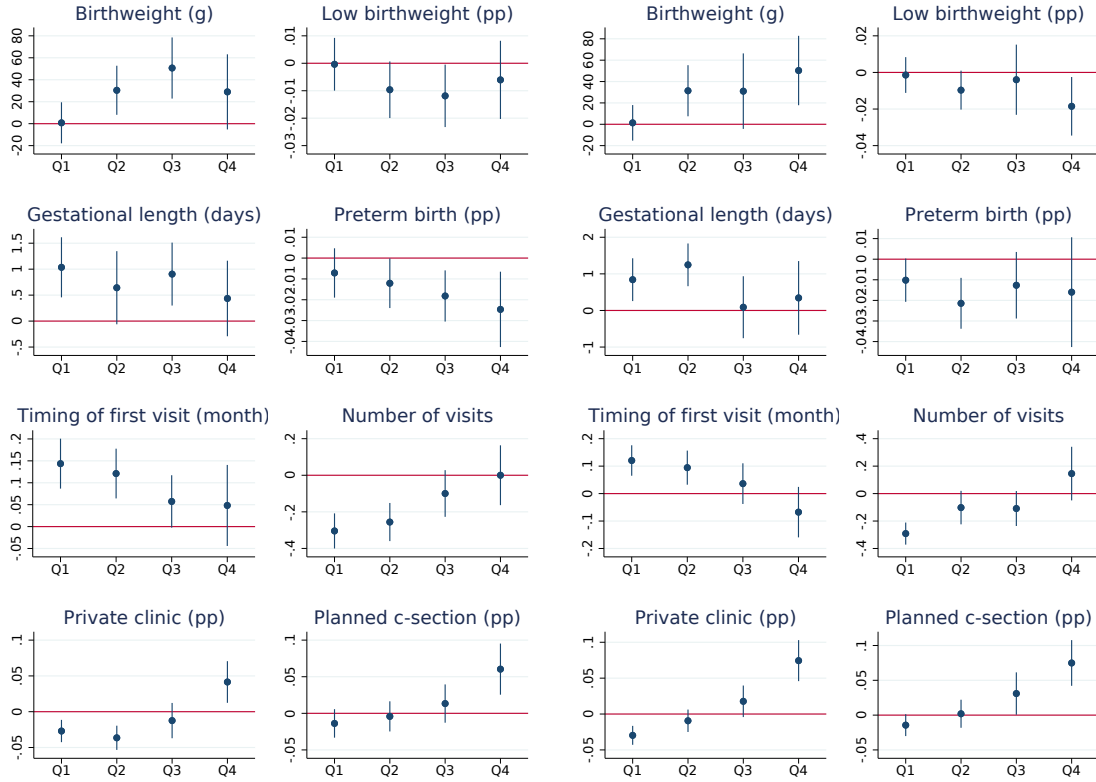 Birthweight (g)
80
60
40
20
0
20
Q1 Q2 Q3 Q4
Low birthweight (pp)
.01
0
-.01
-.02
-.03
Q1 Q2 Q3 Q4
Birthweight (g)
80
60
40
20
0
20
Q1 Q2 Q3 Q4
Low birthweight (pp)
.02
0
-.02
-.04
Q1 Q2 Q3 Q4
Gestational length (days)
1.5
1
.5
0
-.5
Q1 Q2 Q3 Q4
Preterm birth (pp)
.01
0
.01
.02
.03
-.04
Q1 Q2 Q3 Q4
Gestational length (days)
2
1
0
-1
Q1 Q2 Q3 Q4
Preterm birth (pp)
.01
0
.01
.02
.03
-.04
Q1 Q2 Q3 Q4
Timing of first visit (month)
.2
.15
.1
.05
0
-.05
Q1 Q2 Q3 Q4
Number of visits
.2
0
-.2
-.4
Q1 Q2 Q3 Q4
Timing of first visit (month)
.2
.1
0
-.1
-.2
Q1 Q2 Q3 Q4
Number of visits
.4
.2
0
-.2
-.4
Q1 Q2 Q3 Q4
Private clinic (pp)
.1
.05
0
.05
Q1 Q2 Q3 Q4
Planned c-section (pp)
.1
.05
0
.05
Q1 Q2 Q3 Q4
Private clinic (pp)
.1
.05
0
.05
Q1 Q2 Q3 Q4
Planned c-section (pp)
.1
.05
0
.05
Q1 Q2 Q3 Q4